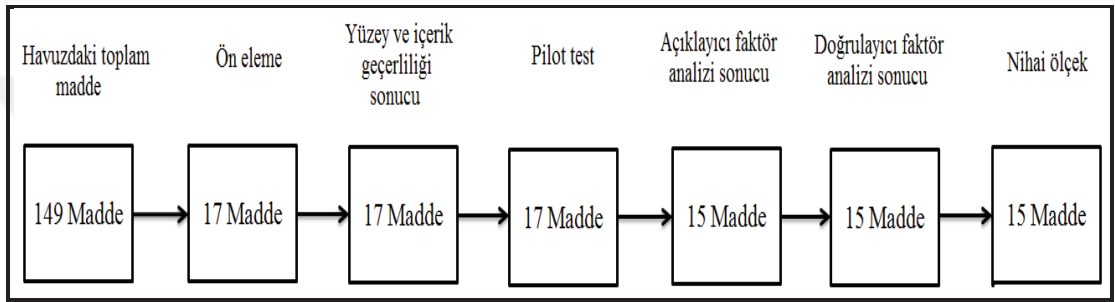 Havuzdaki toplam
madde
Ön eleme
Yüzey ve içerik
geçerliliği
sonucu
Pilot test
Açıklayıcı faktör
analizi sonucu
Doğrulayıcı faktör
analizi sonucu
Nihai ölçek
149 Madde
17 Madde
17 Madde
17 Madde
15 Madde
15 Madde
15 Madde